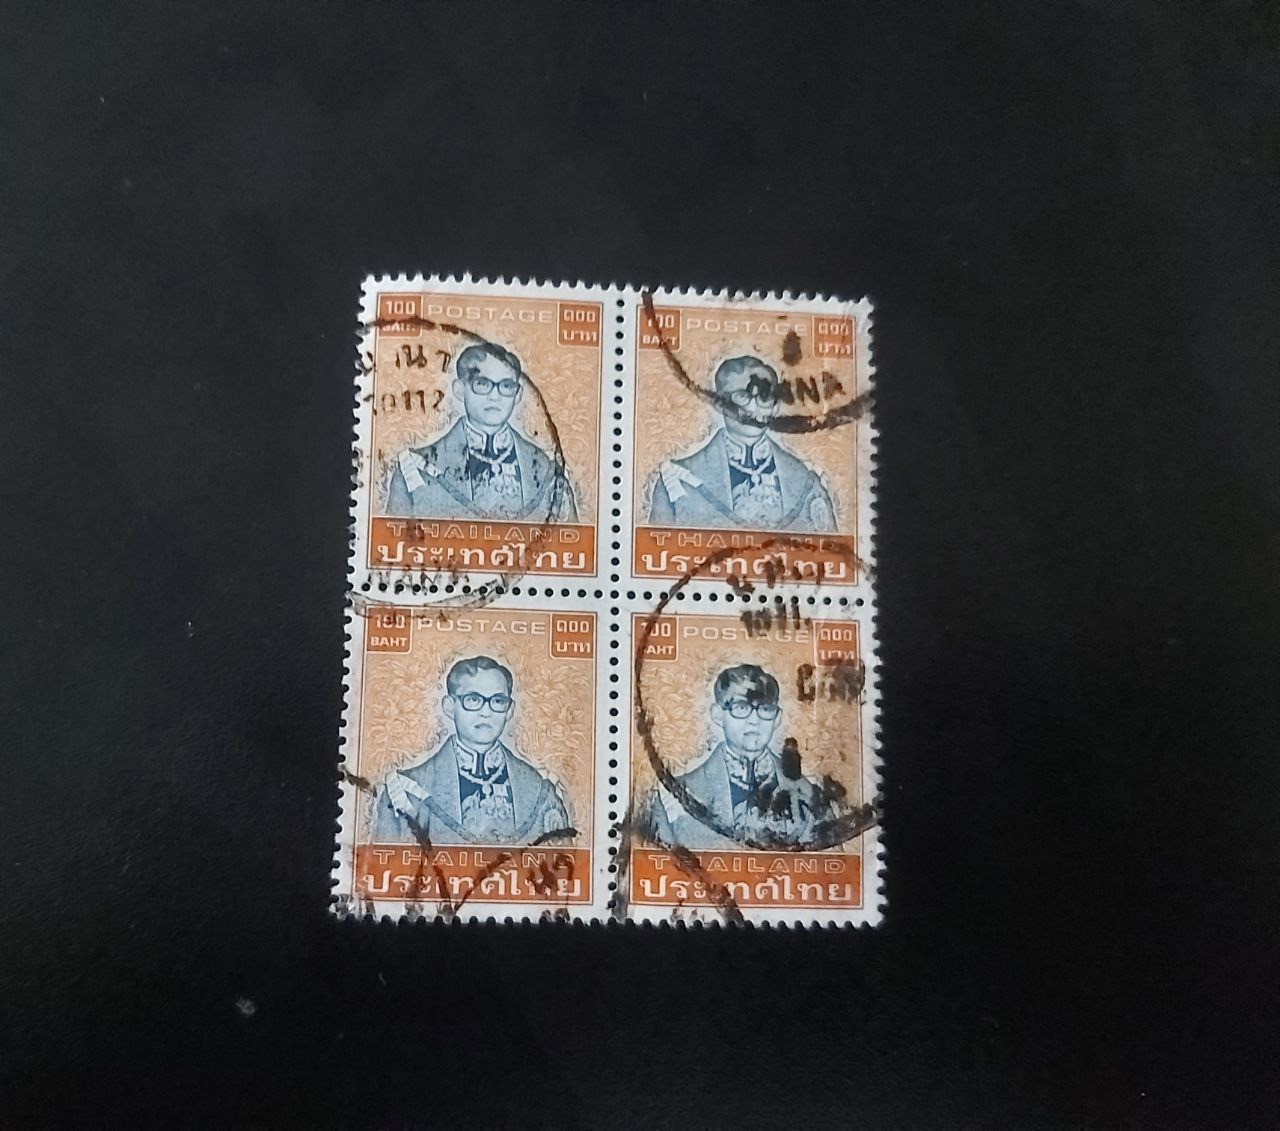 100 POSTAGE ๑๐๐
BAHT บาท
10112
THAILAND
ประเทศไทย
NANA
100 POSTAGE ๑๐๐
BAHT บาท
NANA
THAILAND
ประเทศไทย
100 POSTAGE ๑๐๐
BAHT บาท
THAILAND
ประเทศไทย
100 POSTAGE ๑๐๐
BAHT บาท
NANA
THAILAND
ประเทศไทย